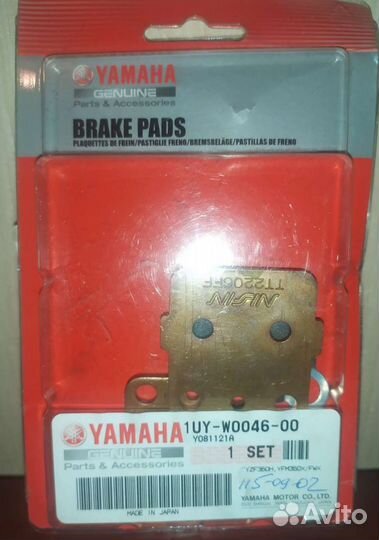 YAMAHA
GENUINE
Parts & Accessories
BRAKE PADS
PLAQUETTES DE FREIN/PASTIGLIE FRENO/BREMSBELÄGE/PASTILLAS DE FRENO
NISSIN
TT2206FF
YAMAHA
GENUINE
Parts & Accessories
1UY-W0046-00
Y081121A
1 SET
115-09-02
MADE IN JAPAN
YAMAHA MOTOR CO., LTD.
Avito